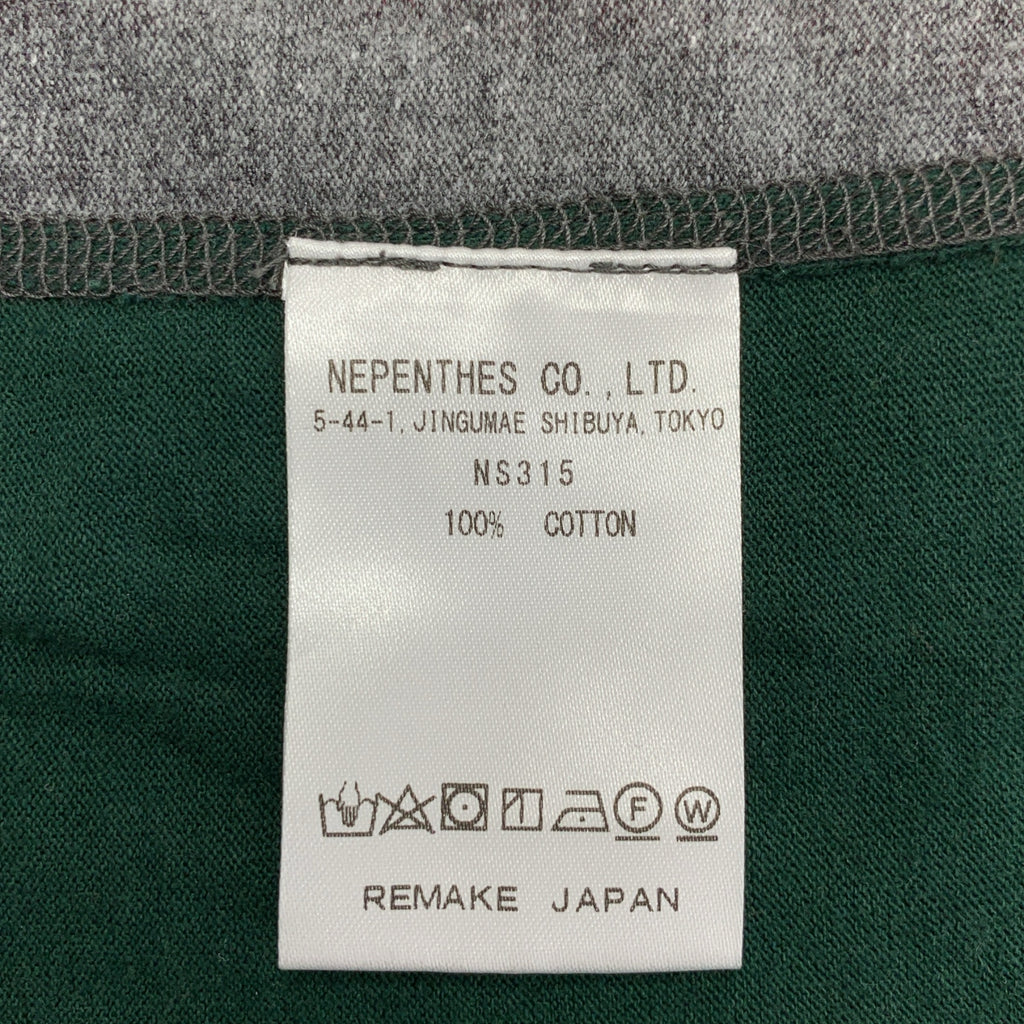 NEPENTHES CO., LTD.
5-44-1, JINGUMAE SHIBUYA, TOKYO
NS315
100% COTTON
F W
REMAKE JAPAN